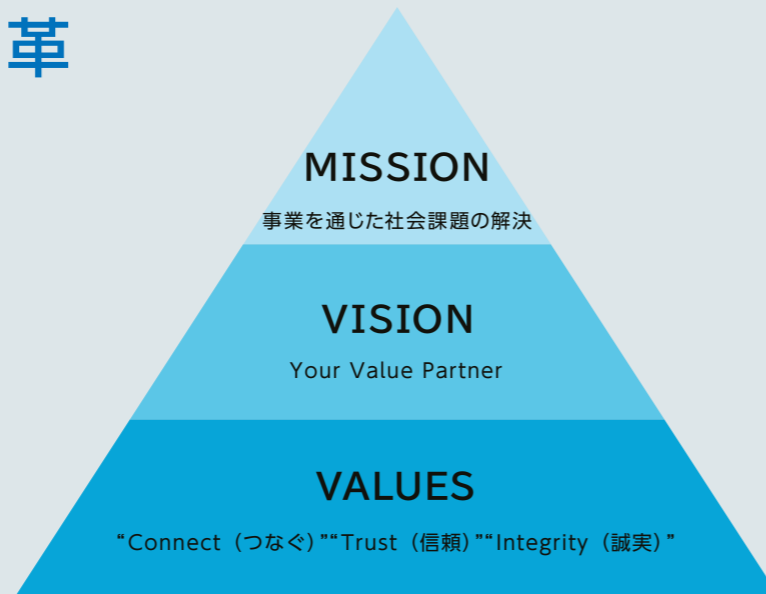 革
MISSION
事業を通じた社会課題の解決
VISION
Your Value Partner
VALUES
“Connect（つなぐ）”“Trust（信頼）”“Integrity（誠実）”